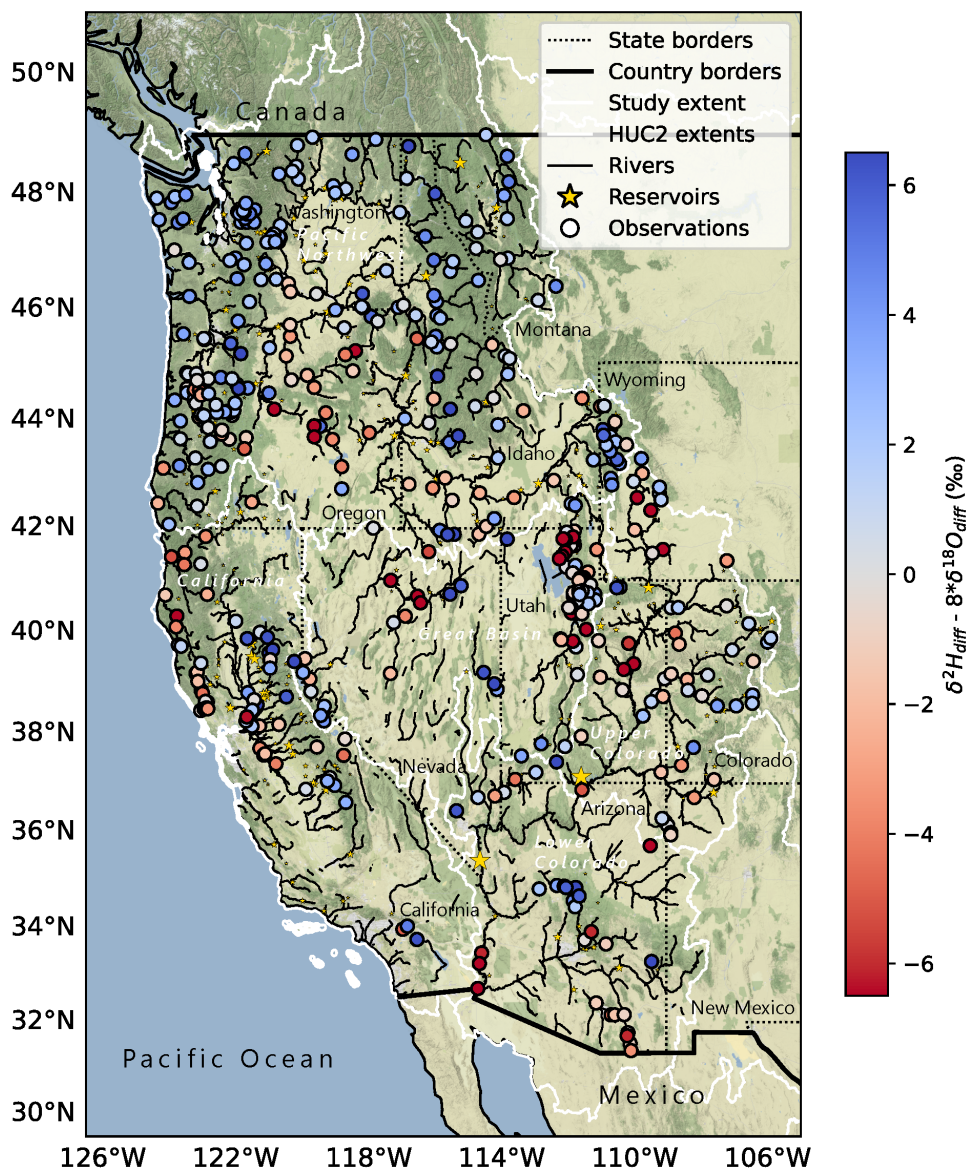 50°N
48°N
46°N
44°N
42°N
40°N
38°N
36°N
34°N
32°N
30°N
126°W
122°W
118°W
114°W
110°W
106°W
State borders
Country borders
Study extent
HUC2 extents
Rivers
Reservoirs
Observations
Canada
Washington
Pacific
Northwest
Montana
Wyoming
Idaho
Oregon
California
Utah
Great Basin
Upper
Colorado
Nevada
Colorado
Arizona
Lower
Colorado
California
New Mexico
Pacific Ocean
Mexico
6
4
2
0
−2
−4
−6
δ²H_diff - 8*δ¹⁸O_diff (‰)